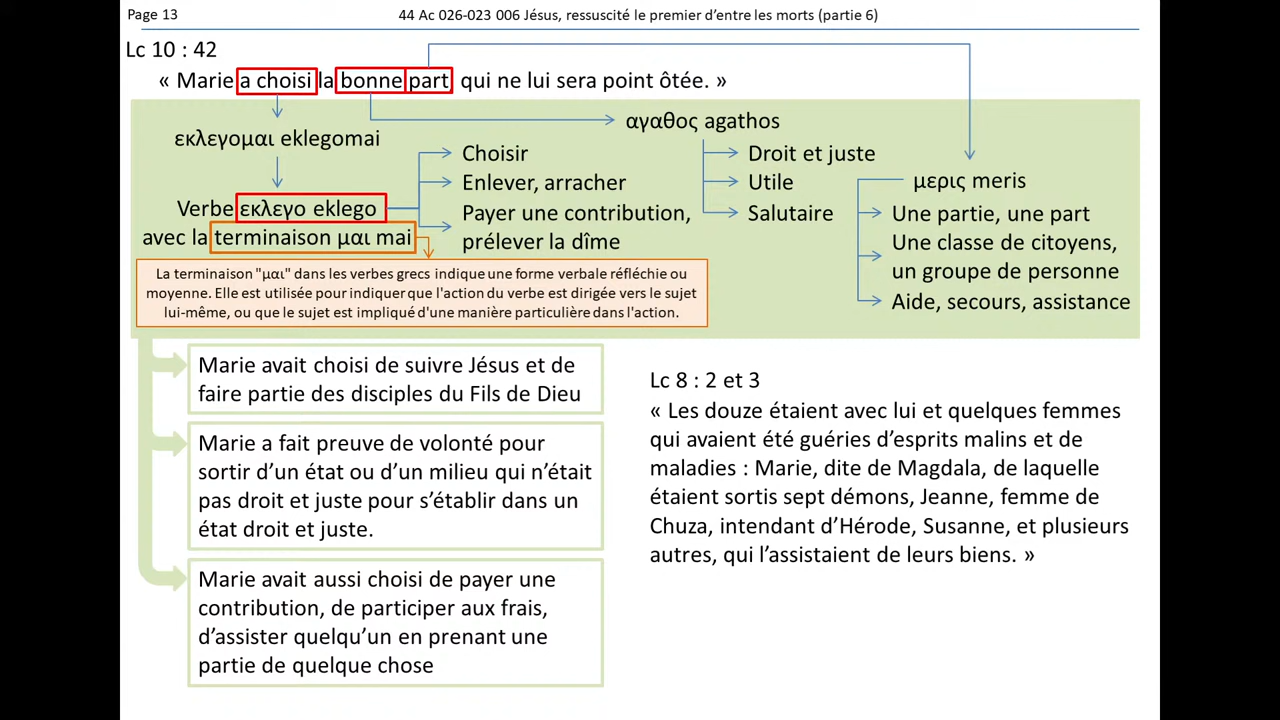 Page 13
44 Ac 026-023 006 Jésus, ressuscité le premier d’entre les morts (partie 6)
Lc 10 : 42
« Marie a choisi la bonne part qui ne lui sera point ôtée. »
εκλεγομαι eklegomai
Verbe εκλεγο eklego
avec la terminaison μαι mai
Choisir
Enlever, arracher
Payer une contribution,
prélever la dîme
αγαθος agathos
Droit et juste
Utile
Salutaire
μερις meris
Une partie, une part
Une classe de citoyens,
un groupe de personne
Aide, secours, assistance
La terminaison "μαι" dans les verbes grecs indique une forme verbale réfléchie ou
moyenne. Elle est utilisée pour indiquer que l'action du verbe est dirigée vers le sujet
lui-même, ou que le sujet est impliqué d'une manière particulière dans l'action.
Marie avait choisi de suivre Jésus et de
faire partie des disciples du Fils de Dieu
Marie a fait preuve de volonté pour
sortir d’un état ou d’un milieu qui n’était
pas droit et juste pour s’établir dans un
état droit et juste.
Marie avait aussi choisi de payer une
contribution, de participer aux frais,
d’assister quelqu’un en prenant une
partie de quelque chose
Lc 8 : 2 et 3
« Les douze étaient avec lui et quelques femmes
qui avaient été guéries d’esprits malins et de
maladies : Marie, dite de Magdala, de laquelle
étaient sortis sept démons, Jeanne, femme de
Chuza, intendant d’Hérode, Susanne, et plusieurs
autres, qui l’assistaient de leurs biens. »